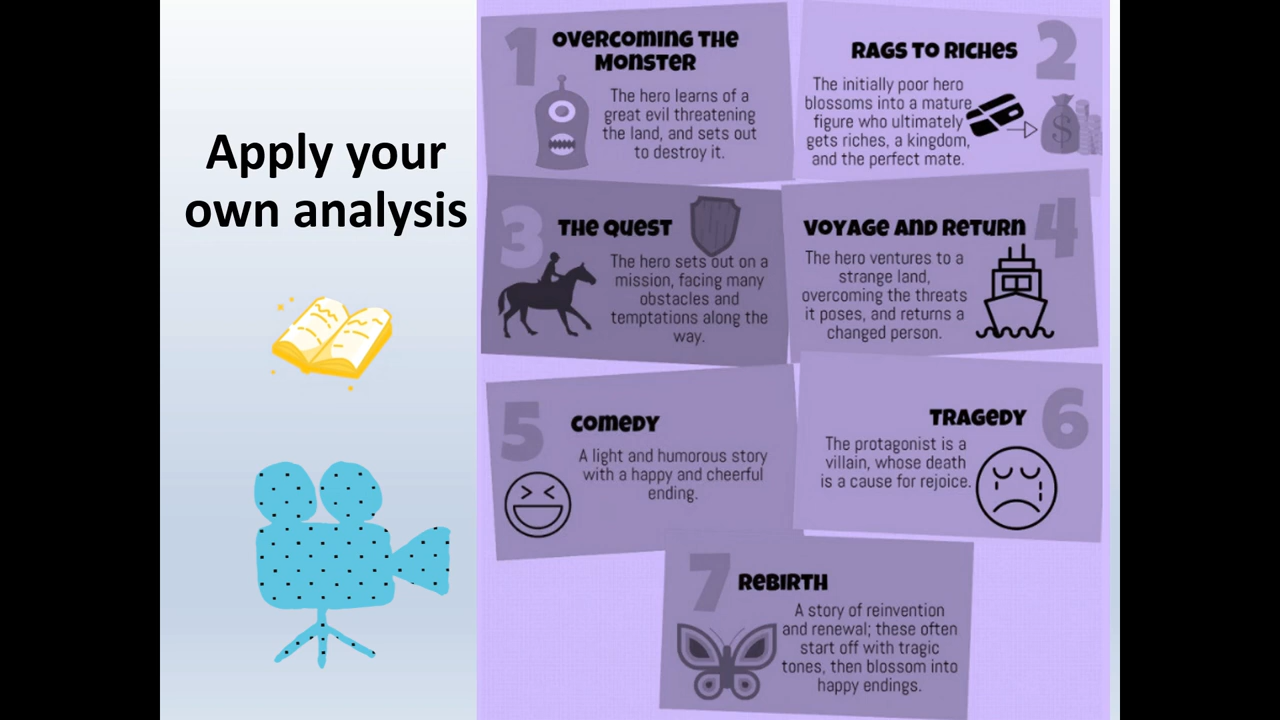 Apply your
own analysis
1
OVERCOMING THE
MONSTER
The hero learns of a
great evil threatening
the land, and sets out
to destroy it.
RAGS TO RICHES
2
The initially poor hero
blossoms into a mature
figure who ultimately
gets riches, a kingdom,
and the perfect mate.
$
3
THE QUEST
The hero sets out on a
mission, facing many
obstacles and
temptations along the
way.
VOYAGE AND RETURN
4
The hero ventures to a
strange land,
overcoming the threats
it poses, and returns a
changed person.
5
COMEDY
A light and humorous story
with a happy and cheerful
ending.
TRAGEDY
6
The protagonist is a
villain, whose death
is a cause for rejoice.
7
REBIRTH
A story of reinvention
and renewal; these often
start off with tragic
tones, then blossom into
happy endings.